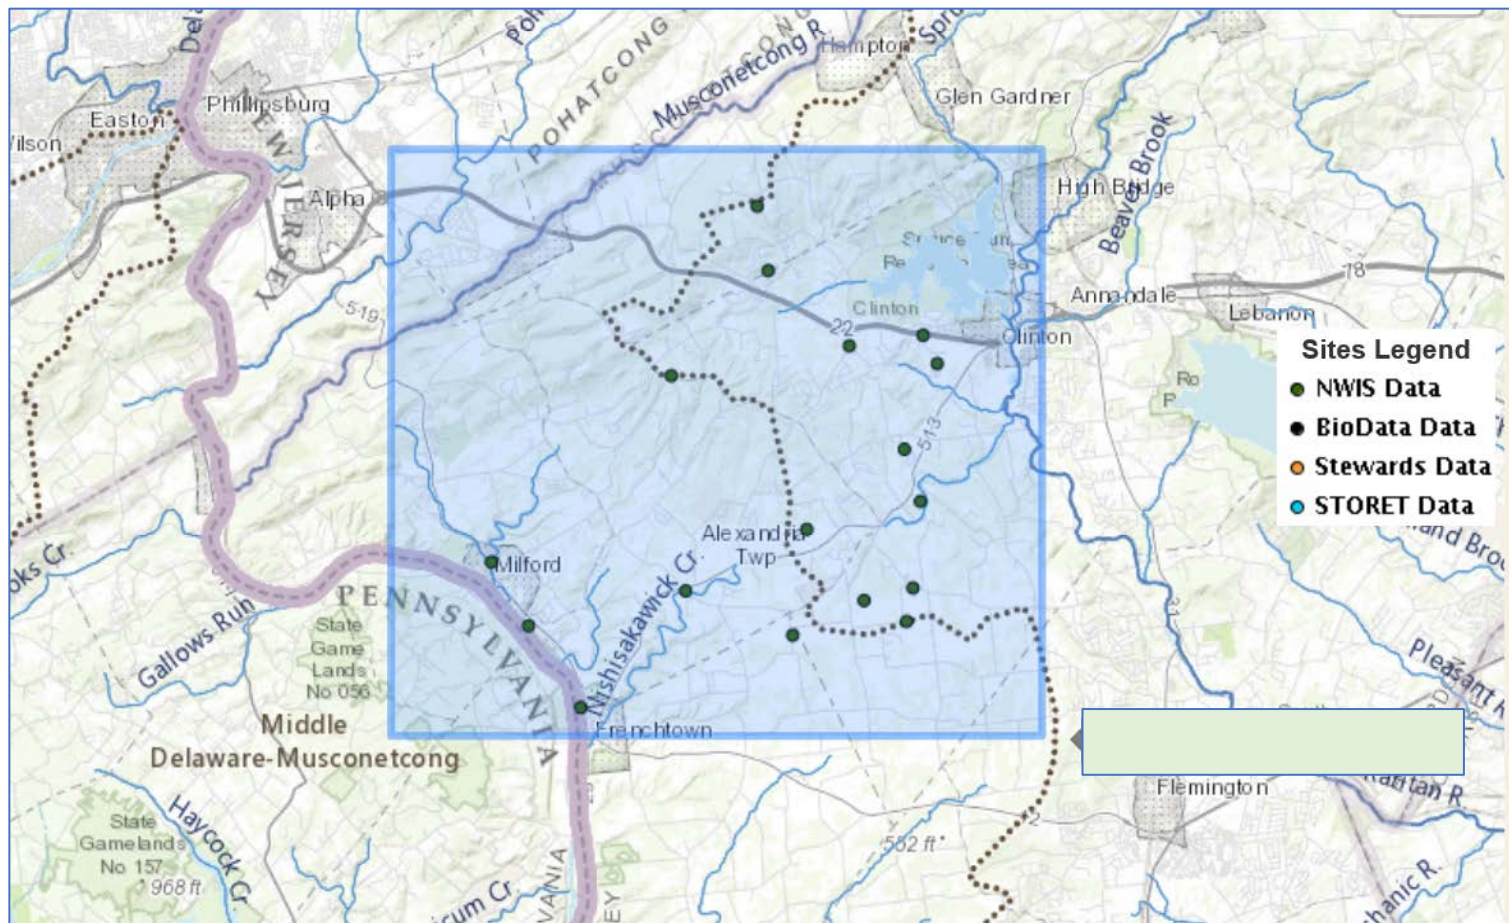 Hampton
Glen Gardner
Phillipsburg
Easton
NEW JERSEY
POHATCONG
Musconetcong R
High Bridge
Beaver Brook
Alpha
519
78
Annandale
Lebanon
Clinton
22
Clinton
513
Sites Legend
NWIS Data
BioData Data
Stewards Data
STORET Data
Alexandria
Twp
Milford
Nishisakawick Cr.
PENNSYLVANIA
Gallows Run
State
Game
Lands
No 056
31
Middle
Delaware-Musconetcong
Frenchtown
Flemington
Raritan R
Haycock Cr.
State
Gamelands
No 157
968 ft
552 ft